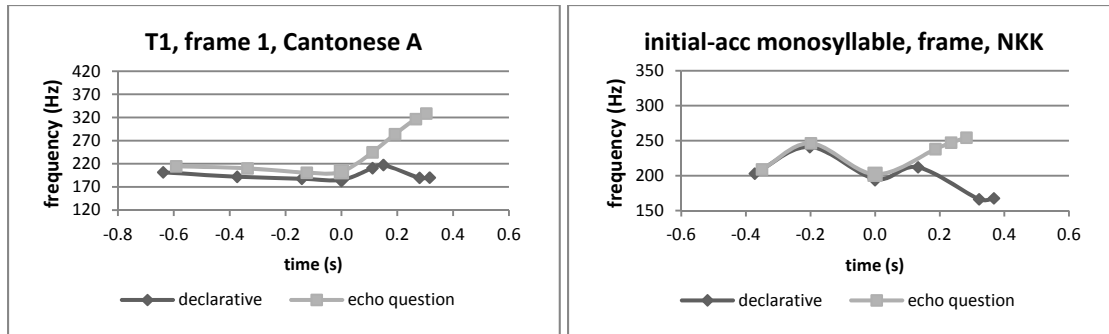 T1, frame 1, Cantonese A
frequency (Hz)
420
370
320
270
220
170
120
-0.8 -0.6 -0.4 -0.2 0.0 0.2 0.4 0.6
time (s)
declarative echo question
initial-acc monosyllable, frame, NKK
frequency (Hz)
350
300
250
200
150
-0.6 -0.4 -0.2 0.0 0.2 0.4 0.6
time (s)
declarative echo question